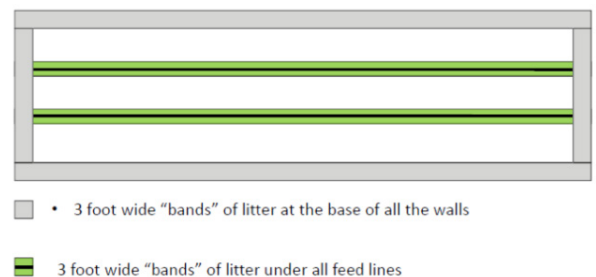 • 3 foot wide “bands” of litter at the base of all the walls
3 foot wide “bands” of litter under all feed lines